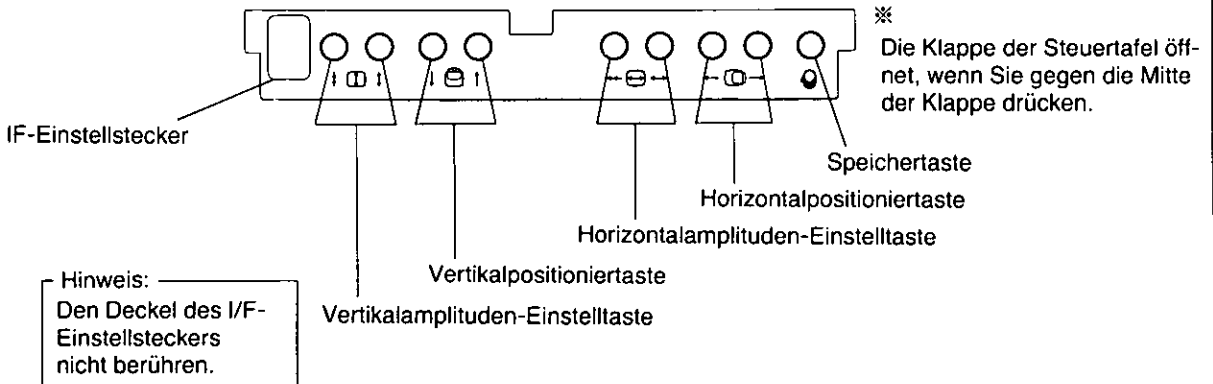 ※
Die Klappe der Steuertafel öff-
net, wenn Sie gegen die Mitte
der Klappe drücken.
IF-Einstellstecker
Speichertaste
Horizontalpositioniertaste
Horizontalamplituden-Einstelltaste
Vertikalpositioniertaste
Vertikalamplituden-Einstelltaste
Hinweis:
Den Deckel des I/F-
Einstellsteckers
nicht berühren.